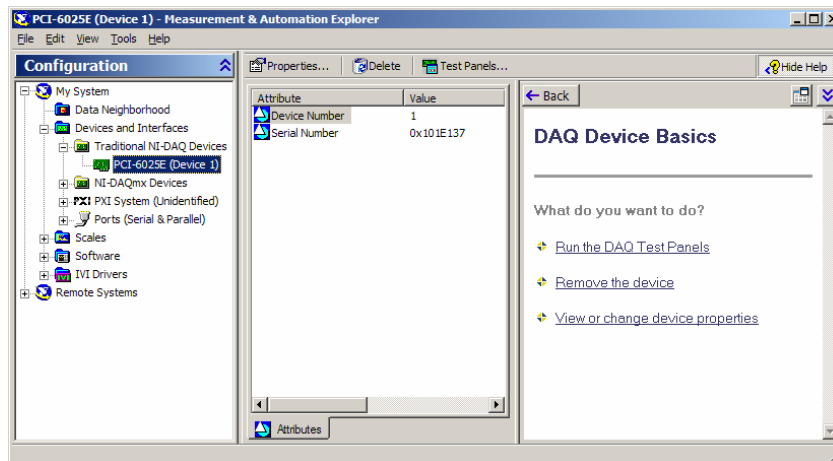 PCI-6025E (Device 1) - Measurement & Automation Explorer
File Edit View Tools Help
Configuration
Properties... Delete Test Panels... Hide Help
My System
Data Neighborhood
Devices and Interfaces
Traditional NI-DAQ Devices
PCI-6025E (Device 1)
NI-DAQmx Devices
PXI PXI System (Unidentified)
Ports (Serial & Parallel)
Scales
Software
IVI Drivers
Remote Systems
Attribute Value
Device Number 1
Serial Number 0x101E137
Attributes
Back
DAQ Device Basics
What do you want to do?
Run the DAQ Test Panels
Remove the device
View or change device properties